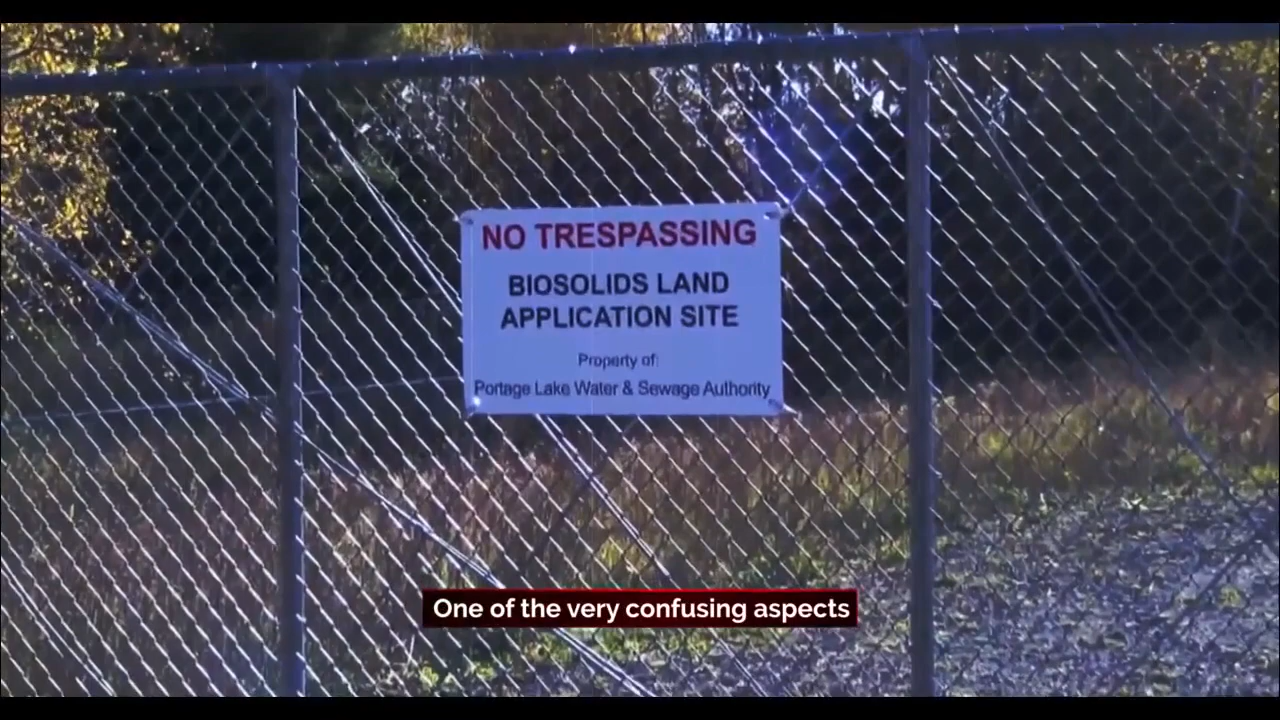 NO TRESPASSING
BIOSOLIDS LAND
APPLICATION SITE
Property of:
Portage Lake Water & Sewage Authority
One of the very confusing aspects